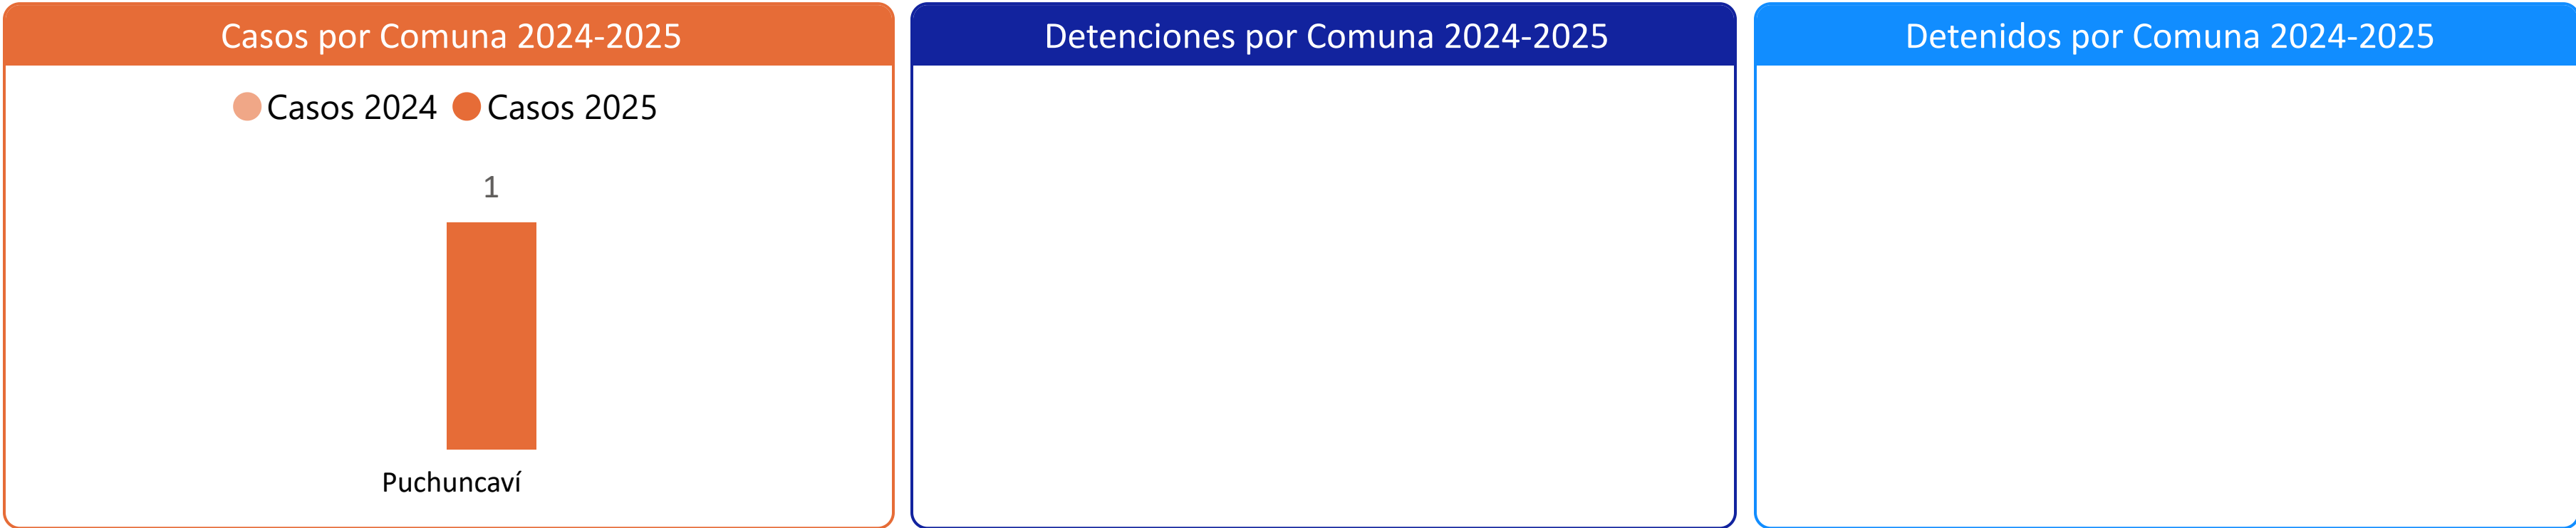 Casos por Comuna 2024-2025
Casos 2024 Casos 2025
1
Puchuncaví
Detenciones por Comuna 2024-2025
Detenidos por Comuna 2024-2025